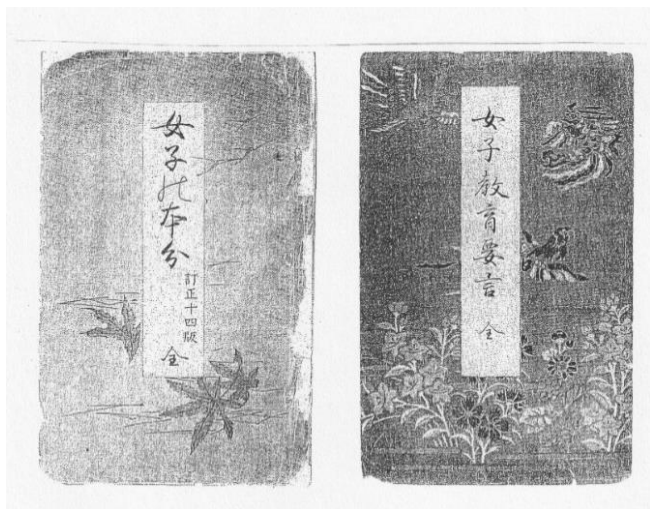 女子の本分
訂正十四版
全
女子教育要言
全